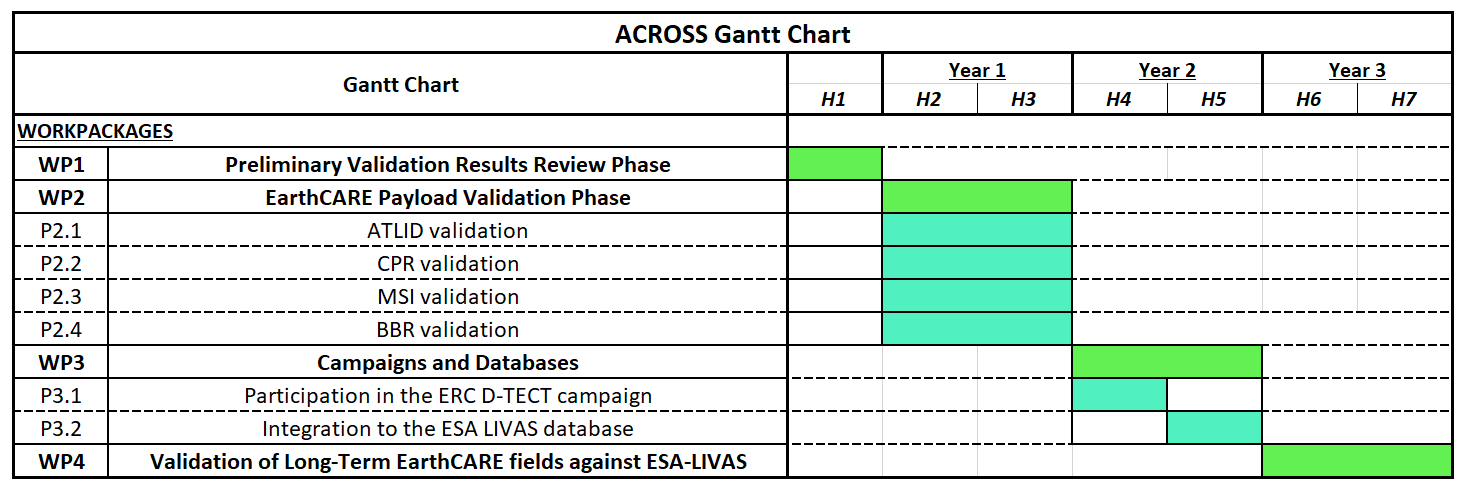 ACROSS Gantt Chart
Gantt Chart
Year 1 Year 2 Year 3
H1 H2 H3 H4 H5 H6 H7
WORKPACKAGES
WP1 Preliminary Validation Results Review Phase
WP2 EarthCARE Payload Validation Phase
P2.1 ATLID validation
P2.2 CPR validation
P2.3 MSI validation
P2.4 BBR validation
WP3 Campaigns and Databases
P3.1 Participation in the ERC D-TECT campaign
P3.2 Integration to the ESA LIVAS database
WP4 Validation of Long-Term EarthCARE fields against ESA-LIVAS